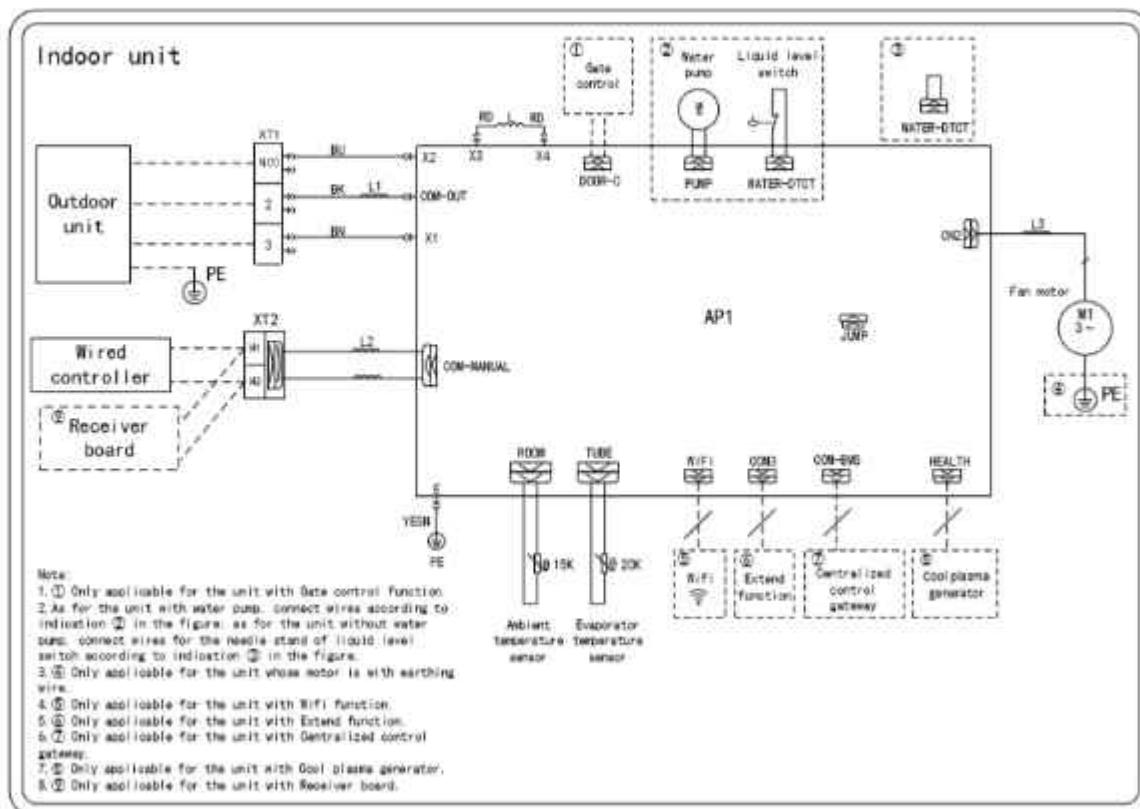 Indoor unit
①
Gate
control
②
Water
pump
Liquid level
switch
③
WATER-DTCT
RD L RD
X3 X4
DOOR-C
PUMP
WATER-DTCT
Outdoor
unit
XT1
N(1)
2
3
BU
BK
L1
BN
X2
COM-OUT
X1
PE
CN2
L3
Fan motor
M1
3~
④
PE
AP1
JUMP
Wired
controller
XT2
H1
H2
L2
COM-MANUAL
⑨
Receiver
board
ROOM
TUBE
WIFI
CON3
COM-BMS
HEALTH
YEGN
PE
θ 15K
θ 20K
Ambient
temperature
sensor
Evaporator
temperature
sensor
⑤
Wifi
⑥
Extend
function
⑦
Centralized
control
gateway
⑧
Coolplasma
generator
Note:
1. ① Only applicable for the unit with Gate control function
2. As for the unit with water pump, connect wires according to
indication ② in the figure; as for the unit without water
pump, connect wires for the needle stand of liquid level
switch according to indication ③ in the figure.
3. ④ Only applicable for the unit whose motor is with earthing
wire.
4. ⑤ Only applicable for the unit with Wifi function.
5. ⑥ Only applicable for the unit with Extend function.
6. ⑦ Only applicable for the unit with Centralized control
gateway.
7. ⑧ Only applicable for the unit with Cool plasma generator.
8. ⑨ Only applicable for the unit with Receiver board.